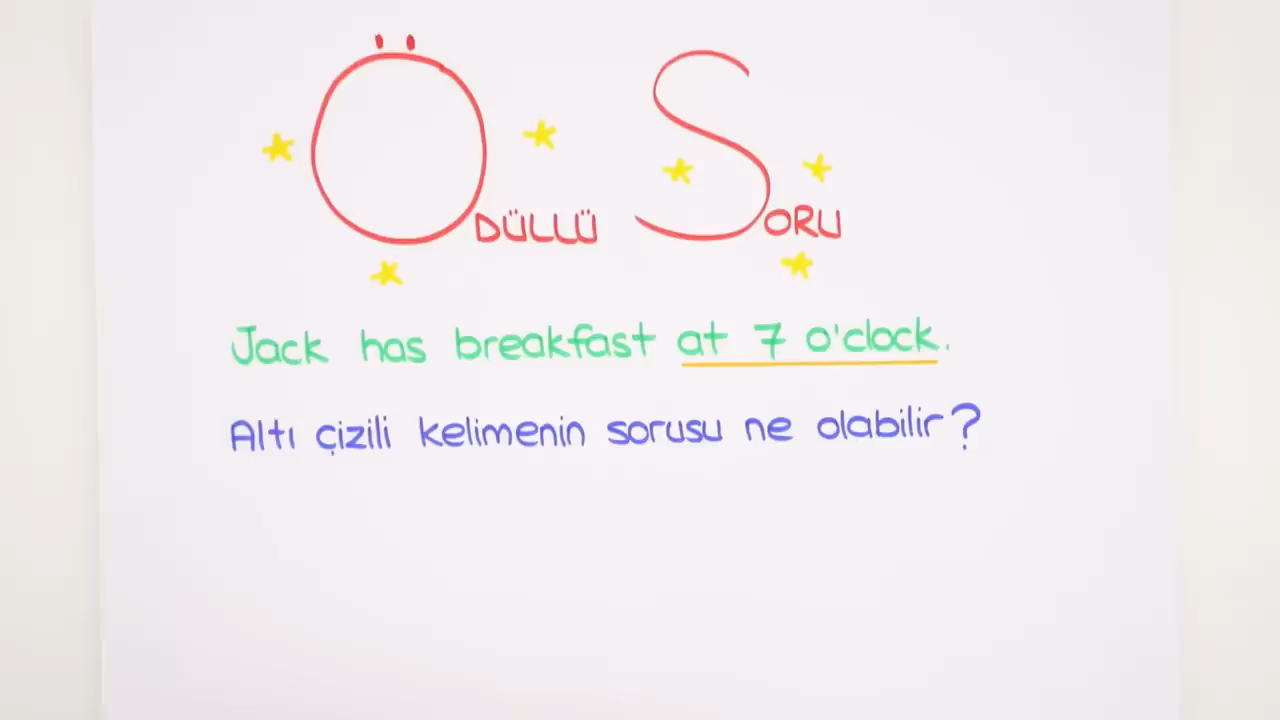 ÖDÜLLÜ SORU
Jack has breakfast at 7 o'clock.
Altı çizili kelimenin sorusu ne olabilir?